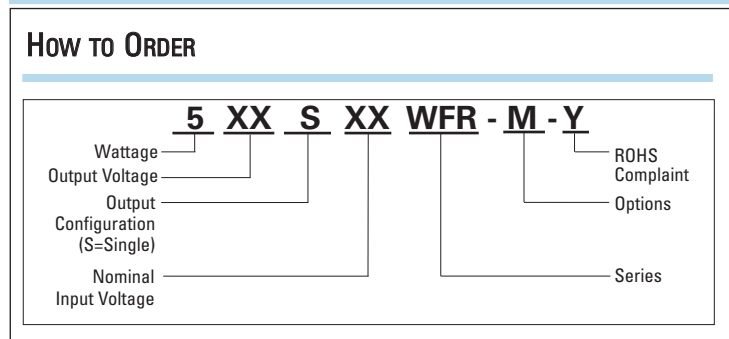 HOW TO ORDER
5 XX S XX WFR - M - Y
Wattage
Output Voltage
Output
Configuration
(S=Single)
Nominal
Input Voltage
ROHS
Complaint
Options
Series